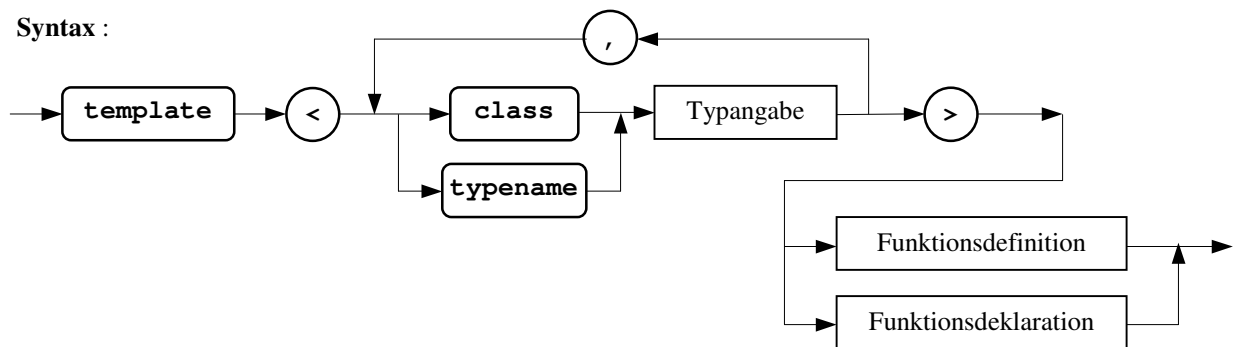 Syntax :
,
template < class Typangabe >
typename
Funktionsdefinition
Funktionsdeklaration